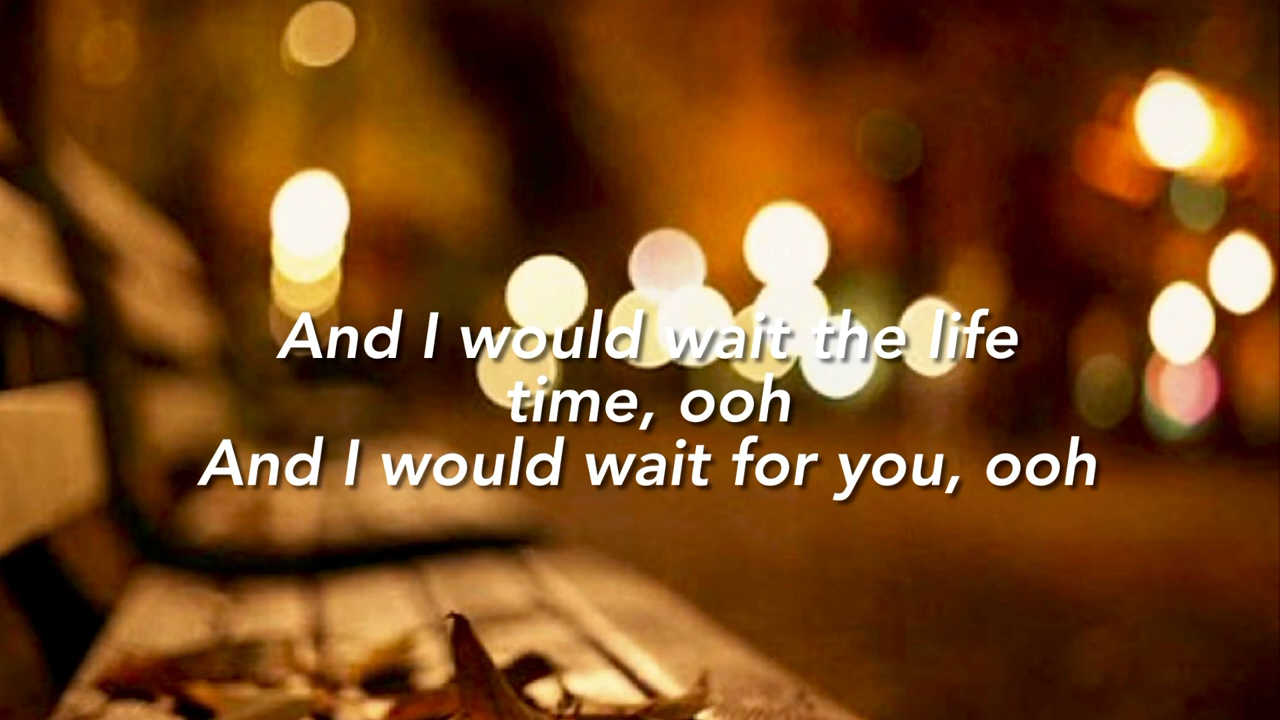 And I would wait the life
time, ooh
And I would wait for you, ooh